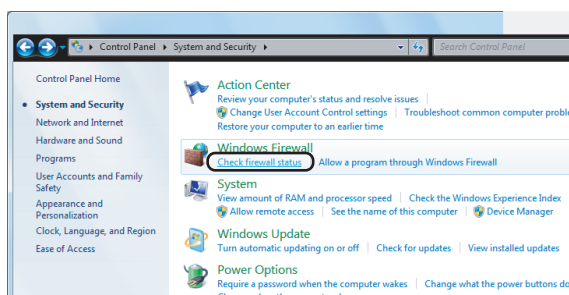 Control Panel ▸ System and Security ▸ Search Control Panel
Control Panel Home
System and Security
Network and Internet
Hardware and Sound
Programs
User Accounts and Family
Safety
Appearance and
Personalization
Clock, Language, and Region
Ease of Access
Action Center
Review your computer's status and resolve issues
Change User Account Control settings Troubleshoot common computer proble
Restore your computer to an earlier time
Windows Firewall
Check firewall status Allow a program through Windows Firewall
System
View amount of RAM and processor speed Check the Windows Experience Index
Allow remote access See the name of this computer Device Manager
Windows Update
Turn automatic updating on or off Check for updates View installed updates
Power Options
Require a password when the computer wakes Change what the power buttons do